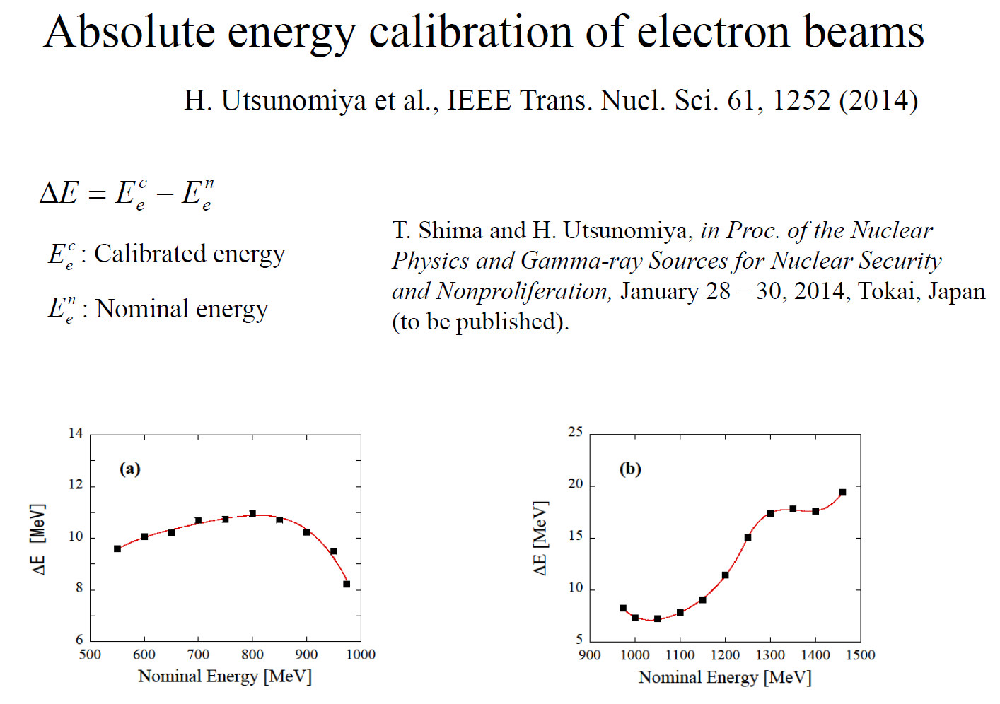 Absolute energy calibration of electron beams
H. Utsunomiya et al., IEEE Trans. Nucl. Sci. 61, 1252 (2014)
ΔE = E_e^c − E_e^n
E_e^c : Calibrated energy
E_e^n : Nominal energy
T. Shima and H. Utsunomiya, in Proc. of the Nuclear
Physics and Gamma-ray Sources for Nuclear Security
and Nonproliferation, January 28 – 30, 2014, Tokai, Japan
(to be published).
(a)
14
12
10
8
6
ΔE [MeV]
500 600 700 800 900 1000
Nominal Energy [MeV]
(b)
25
20
15
10
5
ΔE [MeV]
900 1000 1100 1200 1300 1400 1500
Nominal Energy [MeV]